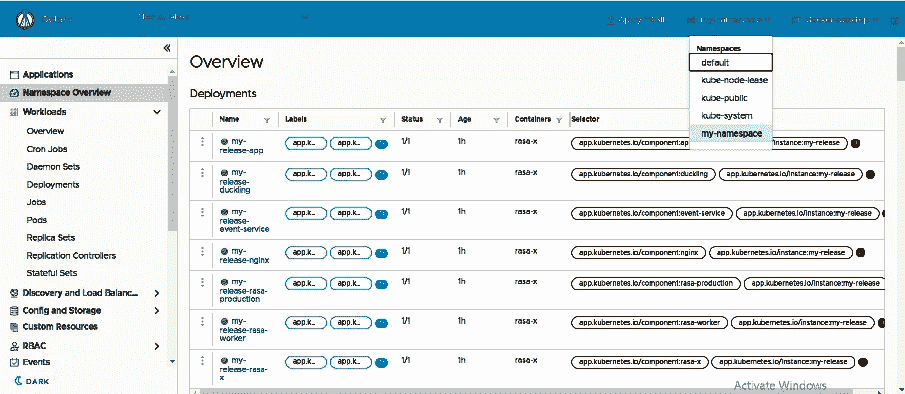 Namespaces
default
kube-node-lease
kube-public
kube-system
my-namespace
Applications
Namespace Overview
Workloads
Overview
Cron Jobs
Daemon Sets
Deployments
Jobs
Pods
Replica Sets
Replication Controllers
Stateful Sets
Discovery and Load Balanc...
Config and Storage
Custom Resources
RBAC
Events
DARK
Overview
Deployments
Name Labels Status Age Containers Selector
my-release-app app.k... app.k... 1/1 1h rasa-x app.kubernetes.io/component:ap /instance:my-release
my-release-duckling app.k... app.k... 1/1 1h rasa-x app.kubernetes.io/component:duckling app.kubernetes.io/instance:my-release
my-release-event-service app.k... app.k... 1/1 1h rasa-x app.kubernetes.io/component:event-service app.kubernetes.io/instance:my-release
my-release-nginx app.k... app.k... 1/1 1h rasa-x app.kubernetes.io/component:nginx app.kubernetes.io/instance:my-release
my-release-rasa-production app.k... app.k... 1/1 1h rasa-x app.kubernetes.io/component:rasa-production app.kubernetes.io/instance:my-release
my-release-rasa-worker app.k... app.k... 1/1 1h rasa-x app.kubernetes.io/component:rasa-worker app.kubernetes.io/instance:my-release
my-release-rasa-x app.k... app.k... 1/1 1h rasa-x app.kubernetes.io/component:rasa-x app.kubernetes.io/instance:my-release
Activate Windows